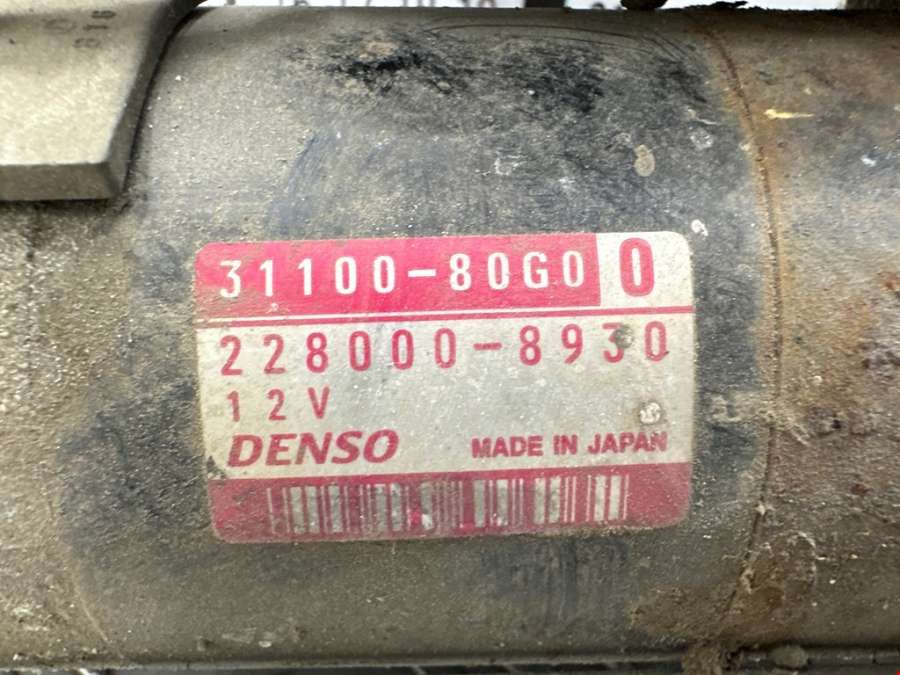 31100-80G0 0
228000-8930
12V
DENSO MADE IN JAPAN